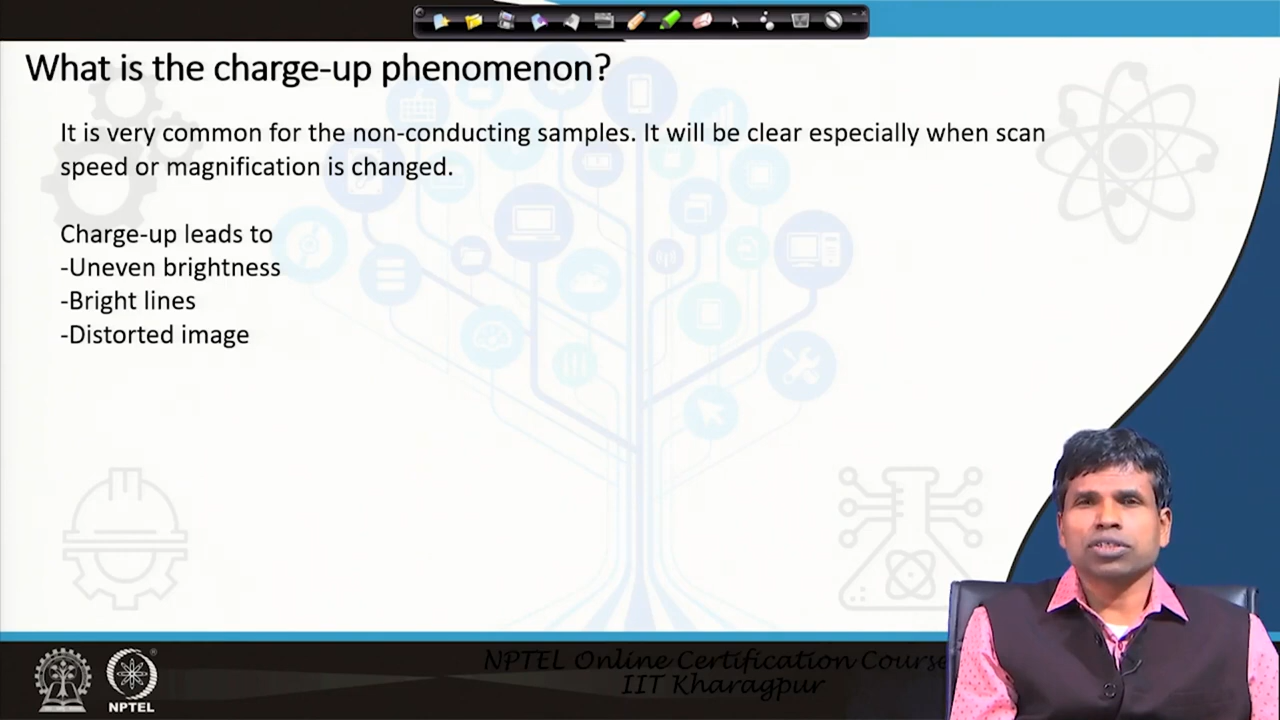 What is the charge-up phenomenon?
It is very common for the non-conducting samples. It will be clear especially when scan
speed or magnification is changed.
Charge-up leads to
-Uneven brightness
-Bright lines
-Distorted image
NPTEL Online Certification Course
IIT Kharagpur
NPTEL